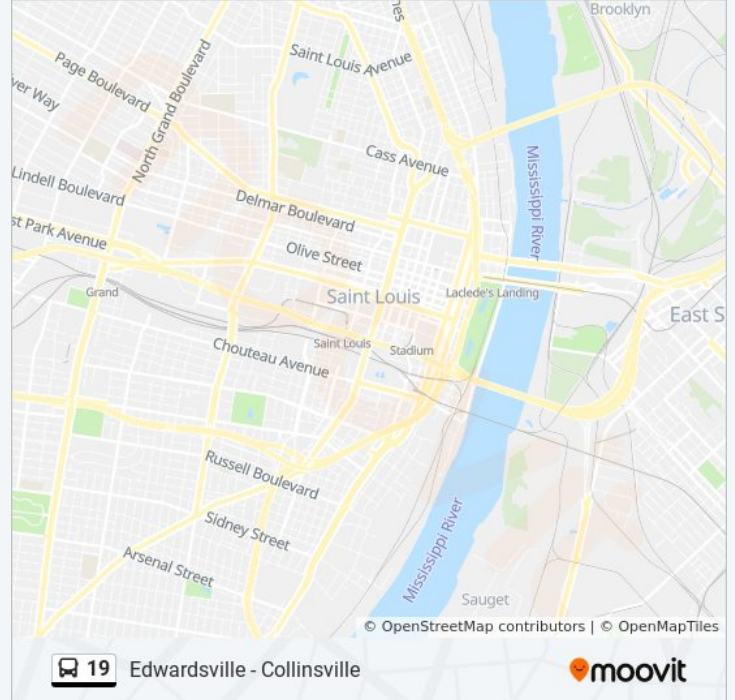 Brooklyn
nes
Saint Louis Avenue
Page Boulevard
ver Way
North Grand Boulevard
Cass Avenue
Mississippi River
Lindell Boulevard
Delmar Boulevard
st Park Avenue
Olive Street
Grand
Saint Louis
Laclede's Landing
East S
Saint Louis
Stadium
Chouteau Avenue
Russell Boulevard
Sidney Street
Mississippi River
Arsenal Street
Sauget
© OpenStreetMap contributors | © OpenMapTiles
19 Edwardsville - Collinsville
moovit